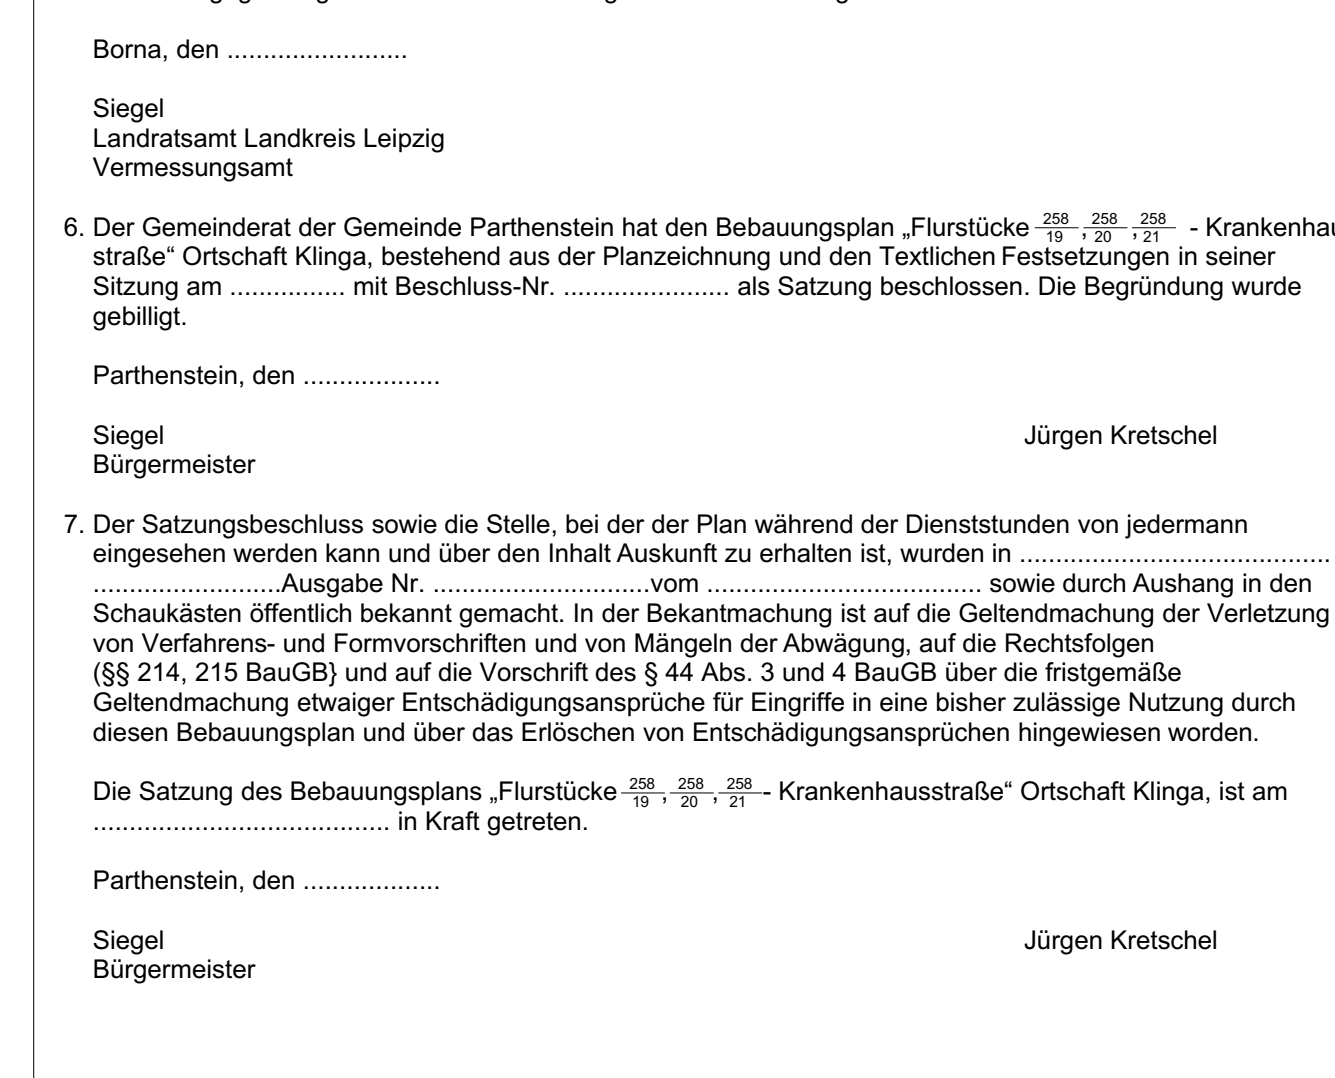 Borna, den .........................
Siegel
Landratsamt Landkreis Leipzig
Vermessungsamt
6. Der Gemeinderat der Gemeinde Parthenstein hat den Bebauungsplan „Flurstücke 258/19, 258/20, 258/21 - Krankenhau
straße“ Ortschaft Klinga, bestehend aus der Planzeichnung und den Textlichen Festsetzungen in seiner
Sitzung am ................ mit Beschluss-Nr. ....................... als Satzung beschlossen. Die Begründung wurde
gebilligt.
Parthenstein, den ...................
Siegel Jürgen Kretschel
Bürgermeister
7. Der Satzungsbeschluss sowie die Stelle, bei der der Plan während der Dienststunden von jedermann
eingesehen werden kann und über den Inhalt Auskunft zu erhalten ist, wurden in ...........................................
..........................Ausgabe Nr. ..............................vom ...................................... sowie durch Aushang in den
Schaukästen öffentlich bekannt gemacht. In der Bekantmachung ist auf die Geltendmachung der Verletzung
von Verfahrens- und Formvorschriften und von Mängeln der Abwägung, auf die Rechtsfolgen
(§§ 214, 215 BauGB} und auf die Vorschrift des § 44 Abs. 3 und 4 BauGB über die fristgemäße
Geltendmachung etwaiger Entschädigungsansprüche für Eingriffe in eine bisher zulässige Nutzung durch
diesen Bebauungsplan und über das Erlöschen von Entschädigungsansprüchen hingewiesen worden.
Die Satzung des Bebauungsplans „Flurstücke 258/19, 258/20, 258/21 - Krankenhausstraße“ Ortschaft Klinga, ist am
......................................... in Kraft getreten.
Parthenstein, den ...................
Siegel Jürgen Kretschel
Bürgermeister